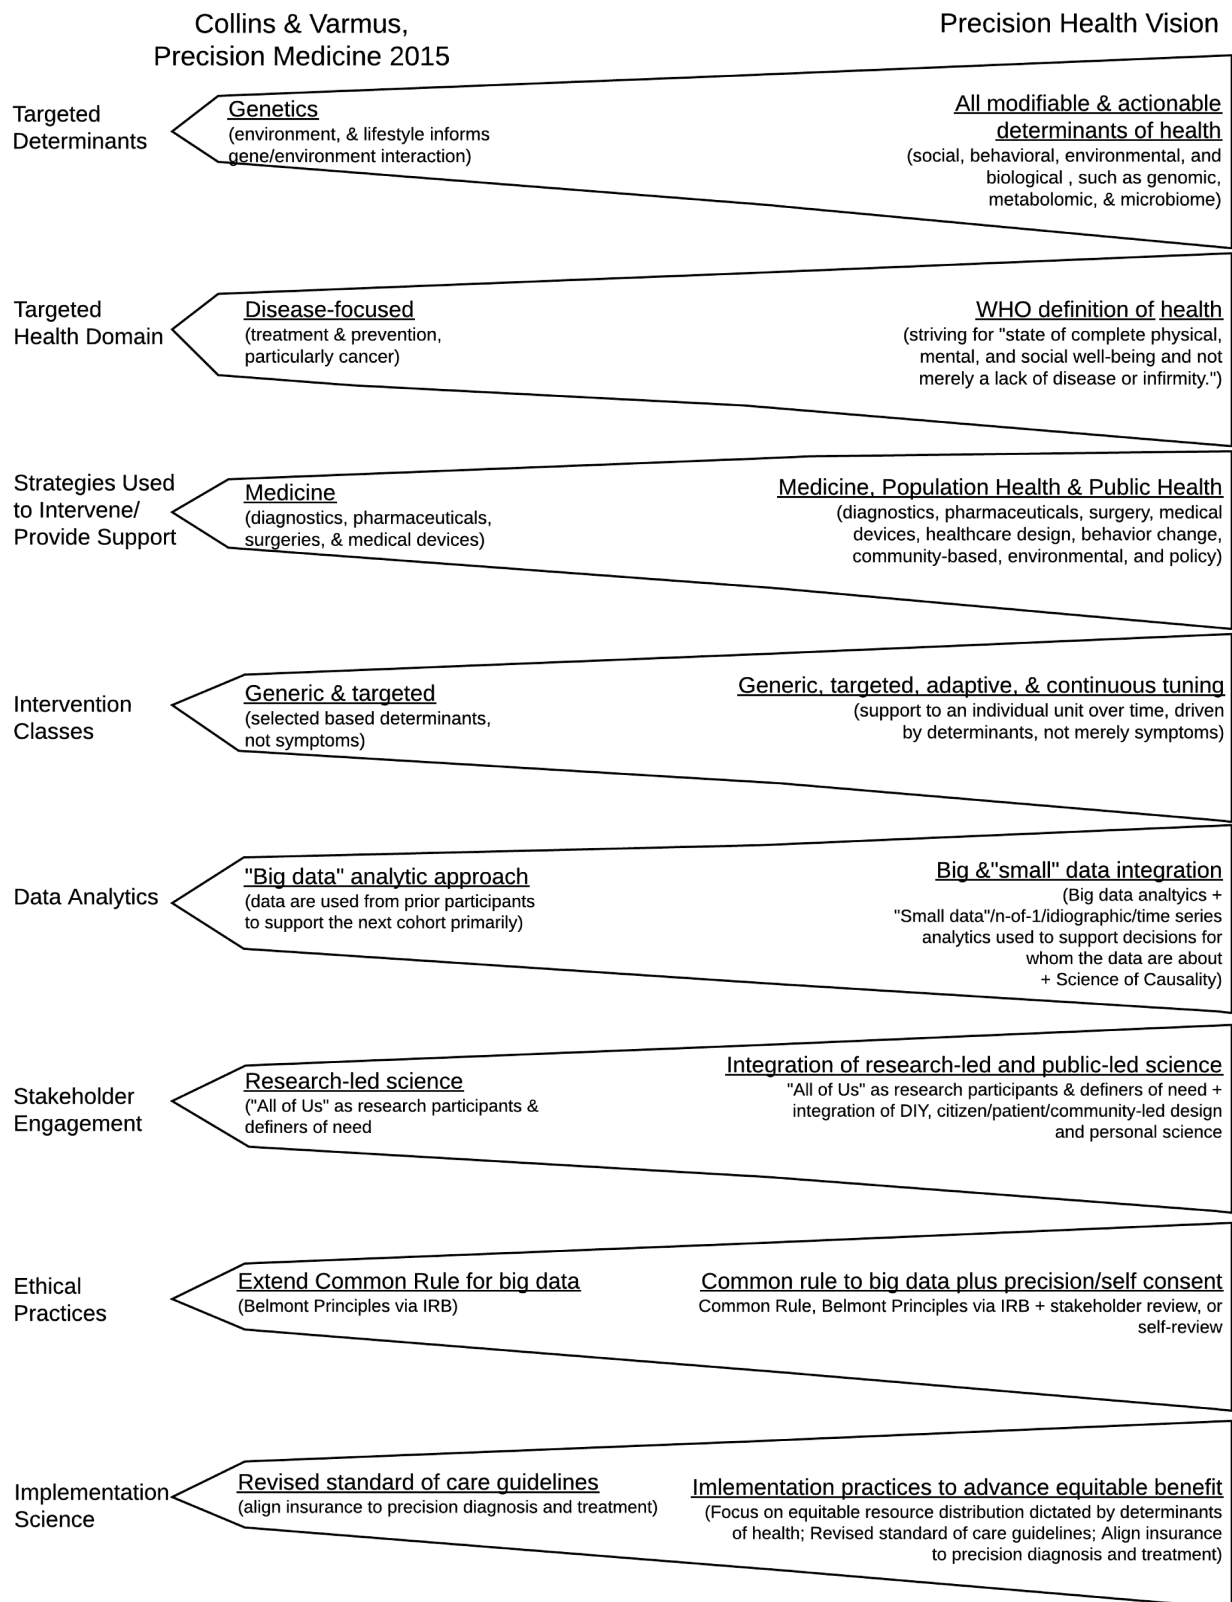 Collins & Varmus,
Precision Medicine 2015
Precision Health Vision
Targeted
Determinants
Genetics
(environment, & lifestyle informs
gene/environment interaction)
All modifiable & actionable
determinants of health
(social, behavioral, environmental, and
biological , such as genomic,
metabolomic, & microbiome)
Targeted
Health Domain
Disease-focused
(treatment & prevention,
particularly cancer)
WHO definition of health
(striving for "state of complete physical,
mental, and social well-being and not
merely a lack of disease or infirmity.")
Strategies Used
to Intervene/
Provide Support
Medicine
(diagnostics, pharmaceuticals,
surgeries, & medical devices)
Medicine, Population Health & Public Health
(diagnostics, pharmaceuticals, surgery, medical
devices, healthcare design, behavior change,
community-based, environmental, and policy)
Intervention
Classes
Generic & targeted
(selected based determinants,
not symptoms)
Generic, targeted, adaptive, & continuous tuning
(support to an individual unit over time, driven
by determinants, not merely symptoms)
Data Analytics
"Big data" analytic approach
(data are used from prior participants
to support the next cohort primarily)
Big &"small" data integration
(Big data analtyics +
"Small data"/n-of-1/idiographic/time series
analytics used to support decisions for
whom the data are about
+ Science of Causality)
Stakeholder
Engagement
Research-led science
("All of Us" as research participants &
definers of need
Integration of research-led and public-led science
"All of Us" as research participants & definers of need +
integration of DIY, citizen/patient/community-led design
and personal science
Ethical
Practices
Extend Common Rule for big data
(Belmont Principles via IRB)
Common rule to big data plus precision/self consent
Common Rule, Belmont Principles via IRB + stakeholder review, or
self-review
Implementation
Science
Revised standard of care guidelines
(align insurance to precision diagnosis and treatment)
Imlementation practices to advance equitable benefit
(Focus on equitable resource distribution dictated by determinants
of health; Revised standard of care guidelines; Align insurance
to precision diagnosis and treatment)